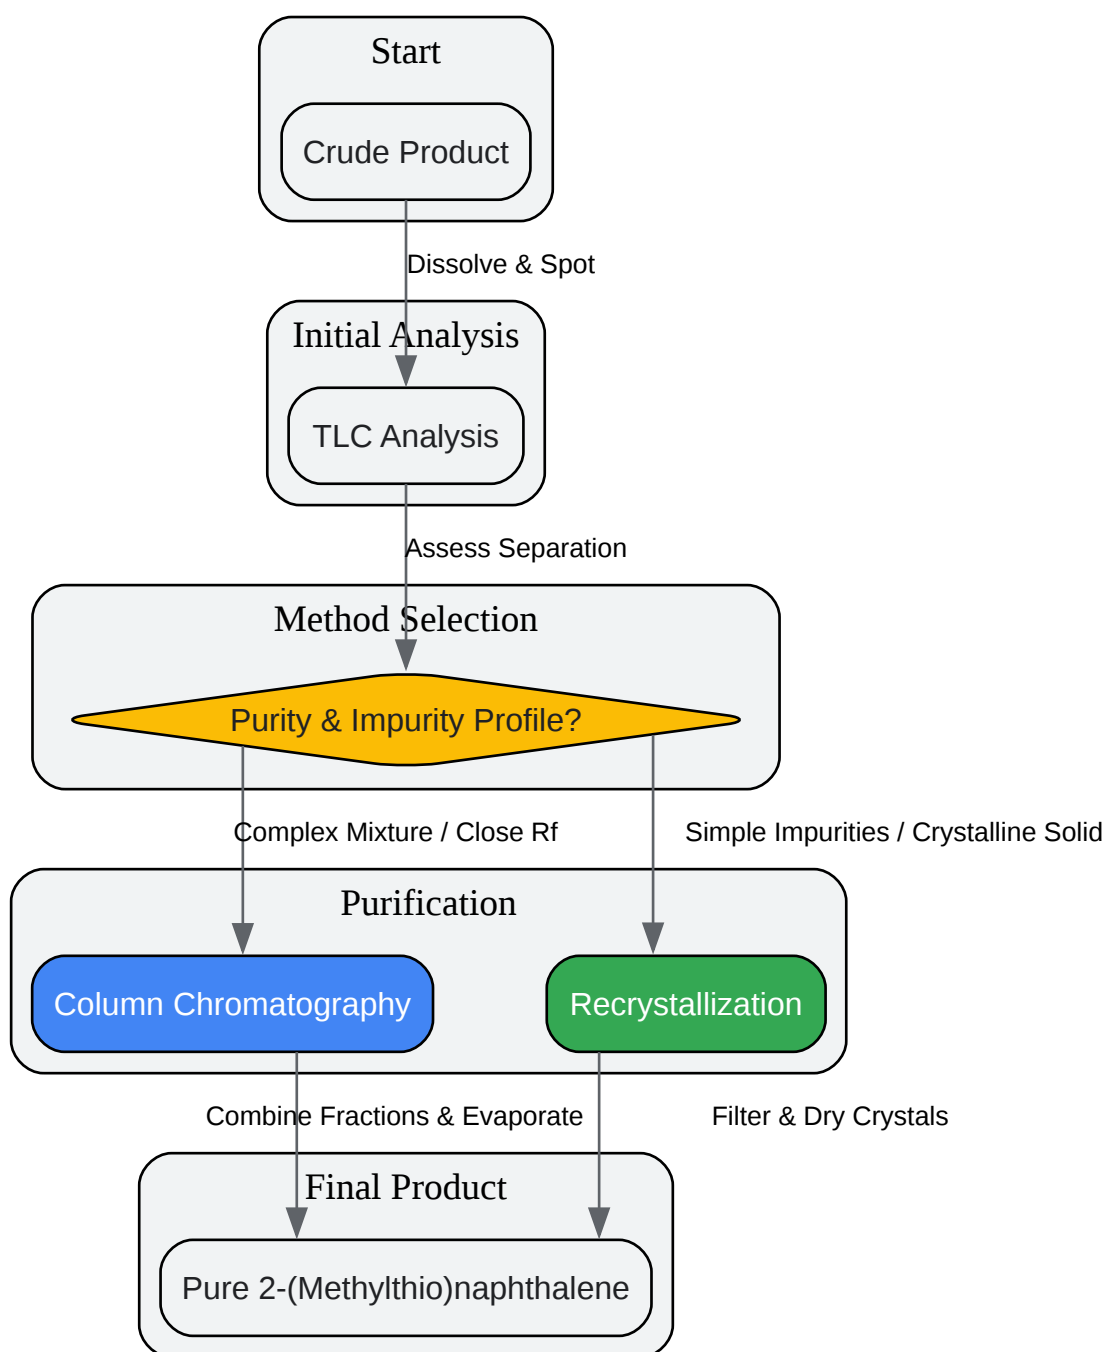 Start
Crude Product
Dissolve & Spot
Initial Analysis
TLC Analysis
Assess Separation
Method Selection
Purity & Impurity Profile?
Complex Mixture / Close Rf
Simple Impurities / Crystalline Solid
Purification
Column Chromatography
Recrystallization
Combine Fractions & Evaporate
Filter & Dry Crystals
Final Product
Pure 2-(Methylthio)naphthalene